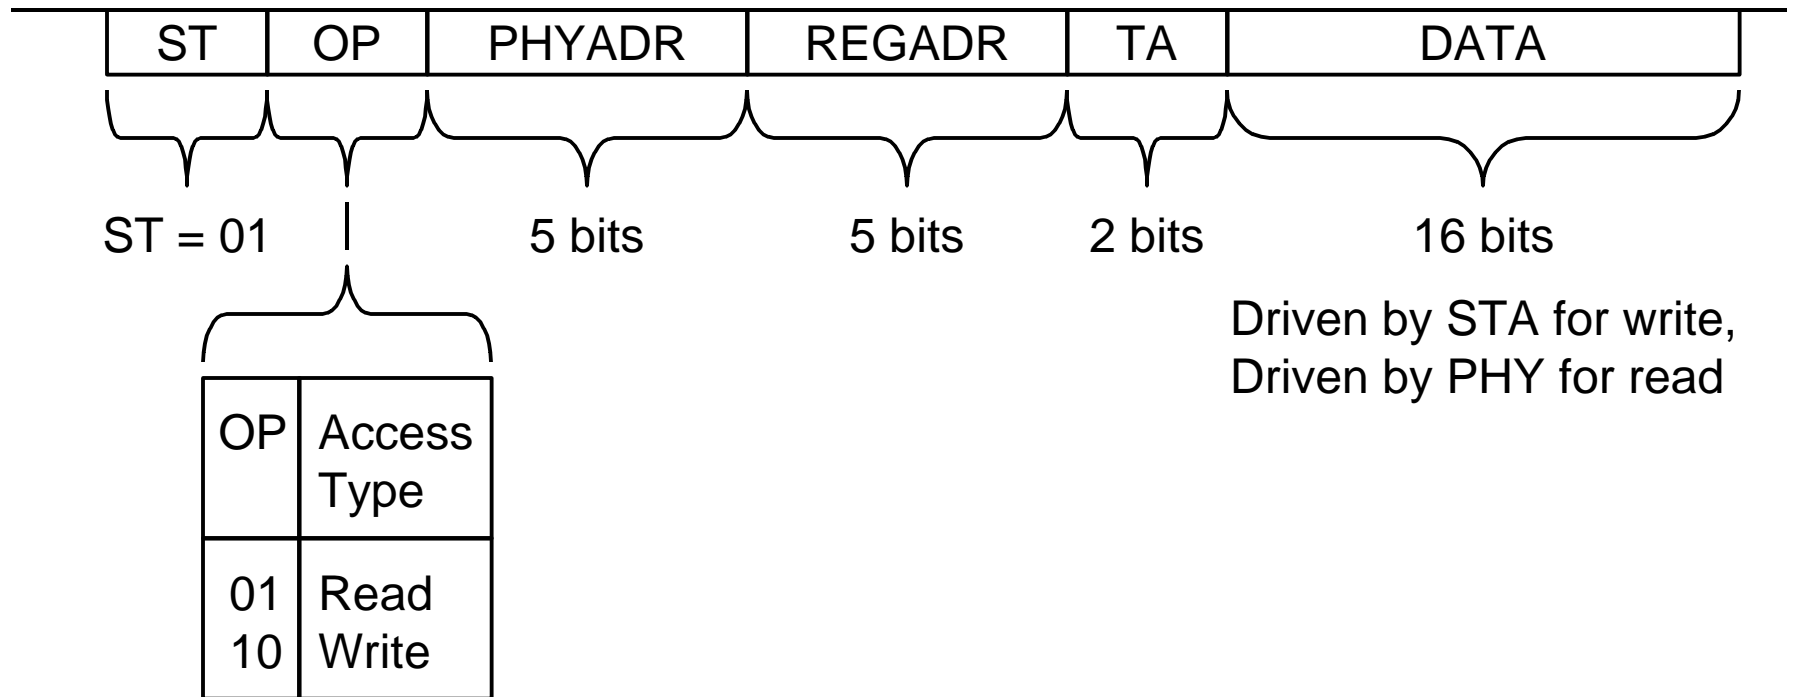 ST OP PHYADR REGADR TA DATA
ST = 01 5 bits 5 bits 2 bits 16 bits
Driven by STA for write,
Driven by PHY for read
OP Access
Type
01 Read
10 Write